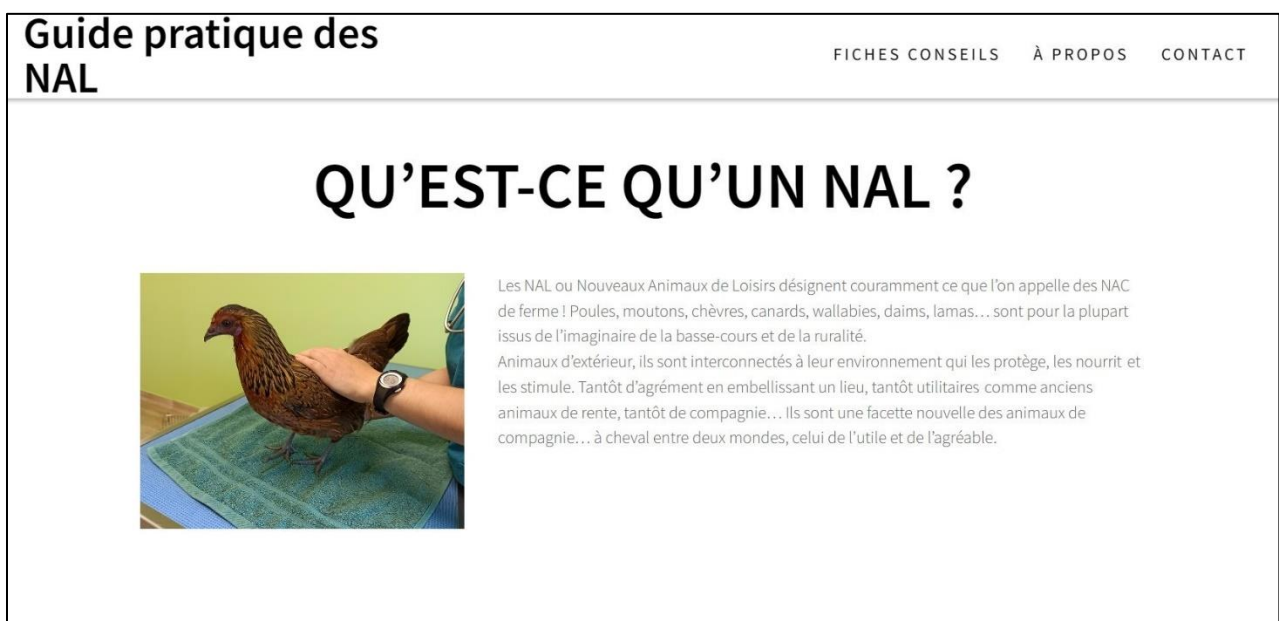 Guide pratique des
NAL
FICHES CONSEILS À PROPOS CONTACT
QU’EST-CE QU’UN NAL ?
Les NAL ou Nouveaux Animaux de Loisirs désignent couramment ce que l’on appelle des NAC
de ferme ! Poules, moutons, chèvres, canards, wallabies, daims, lamas… sont pour la plupart
issus de l’imaginaire de la basse-cours et de la ruralité.
Animaux d’extérieur, ils sont interconnectés à leur environnement qui les protège, les nourrit et
les stimule. Tantôt d’agrément en embellissant un lieu, tantôt utilitaires comme anciens
animaux de rente, tantôt de compagnie… Ils sont une facette nouvelle des animaux de
compagnie… à cheval entre deux mondes, celui de l’utile et de l’agréable.